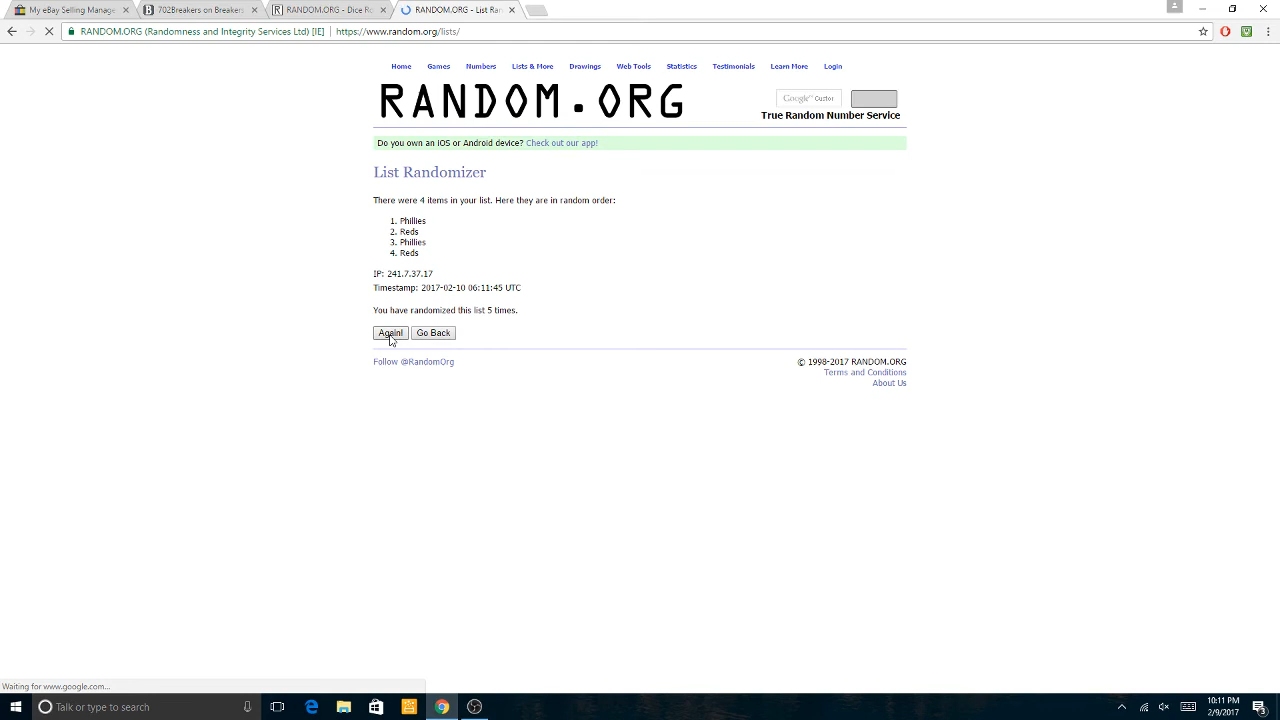 My eBay Selling Manage
702Breakers on Breakers
RANDOM.ORG - Dice Ro
RANDOM.ORG - List Ran
RANDOM.ORG (Randomness and Integrity Services Ltd) [IE]
https://www.random.org/lists/
Home Games Numbers Lists & More Drawings Web Tools Statistics Testimonials Learn More Login
RANDOM.ORG
Google™ Custor
True Random Number Service
Do you own an iOS or Android device? Check out our app!
List Randomizer
There were 4 items in your list. Here they are in random order:
1. Phillies
2. Reds
3. Phillies
4. Reds
IP: 241.7.37.17
Timestamp: 2017-02-10 06:11:45 UTC
You have randomized this list 5 times.
Again! Go Back
Follow @RandomOrg
© 1998-2017 RANDOM.ORG
Terms and Conditions
About Us
Waiting for www.google.com...
Talk or type to search
10:11 PM
2/9/2017
3